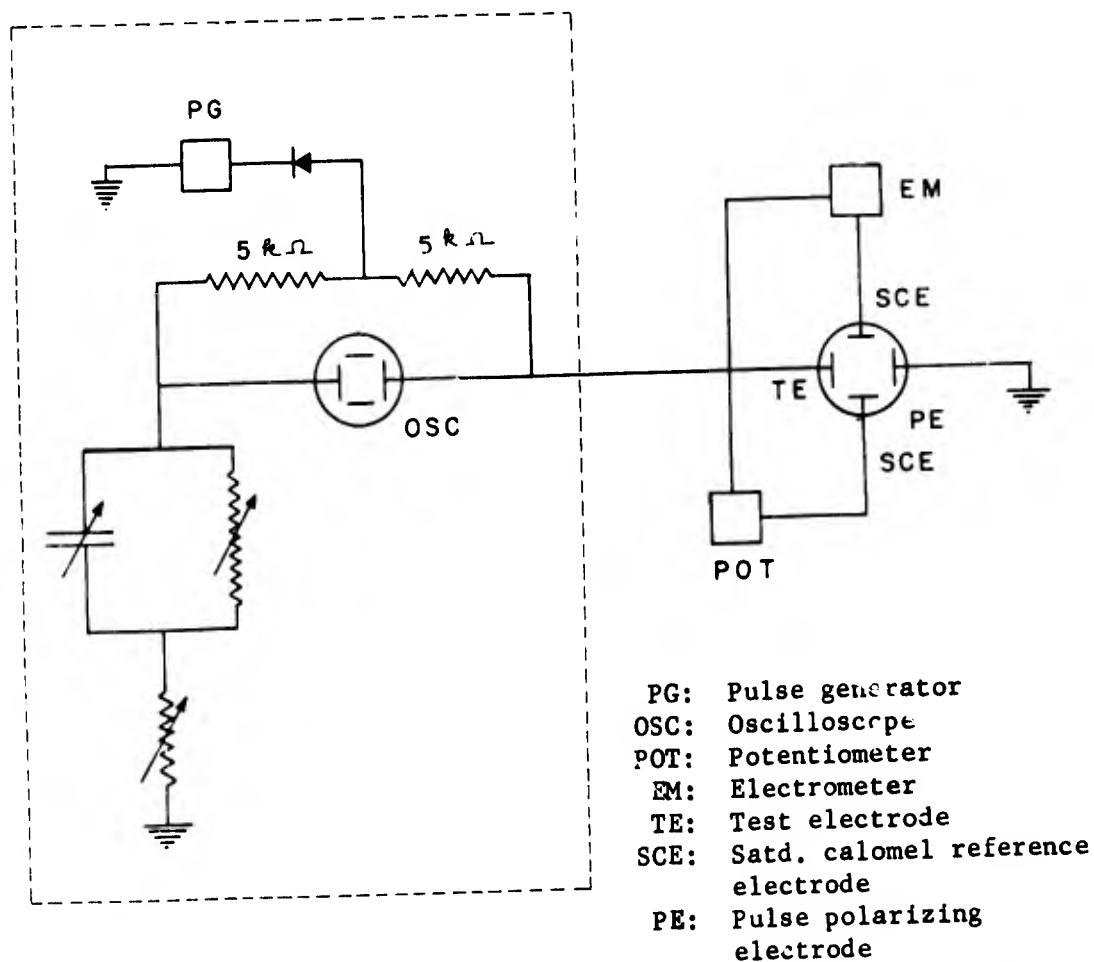 PG
5 kΩ
5 kΩ
OSC
EM
SCE
TE
PE
SCE
POT
PG: Pulse generator
OSC: Oscilloscope
POT: Potentiometer
EM: Electrometer
TE: Test electrode
SCE: Satd. calomel reference
electrode
PE: Pulse polarizing
electrode